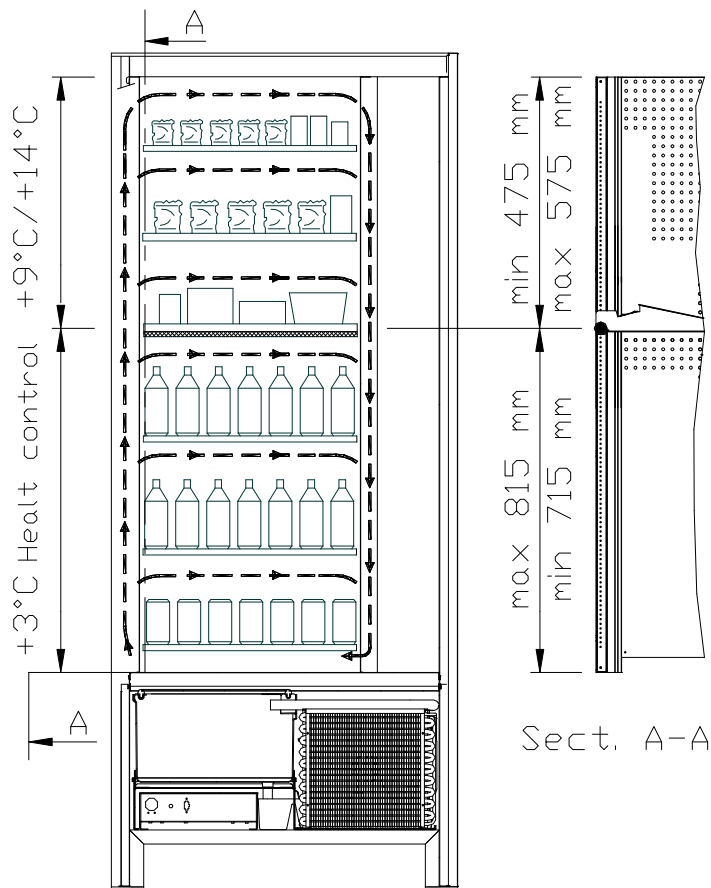 A
+9°C/+14°C
+3°C Healt control
min 475 mm
max 575 mm
max 815 mm
min 715 mm
A
Sect. A-A